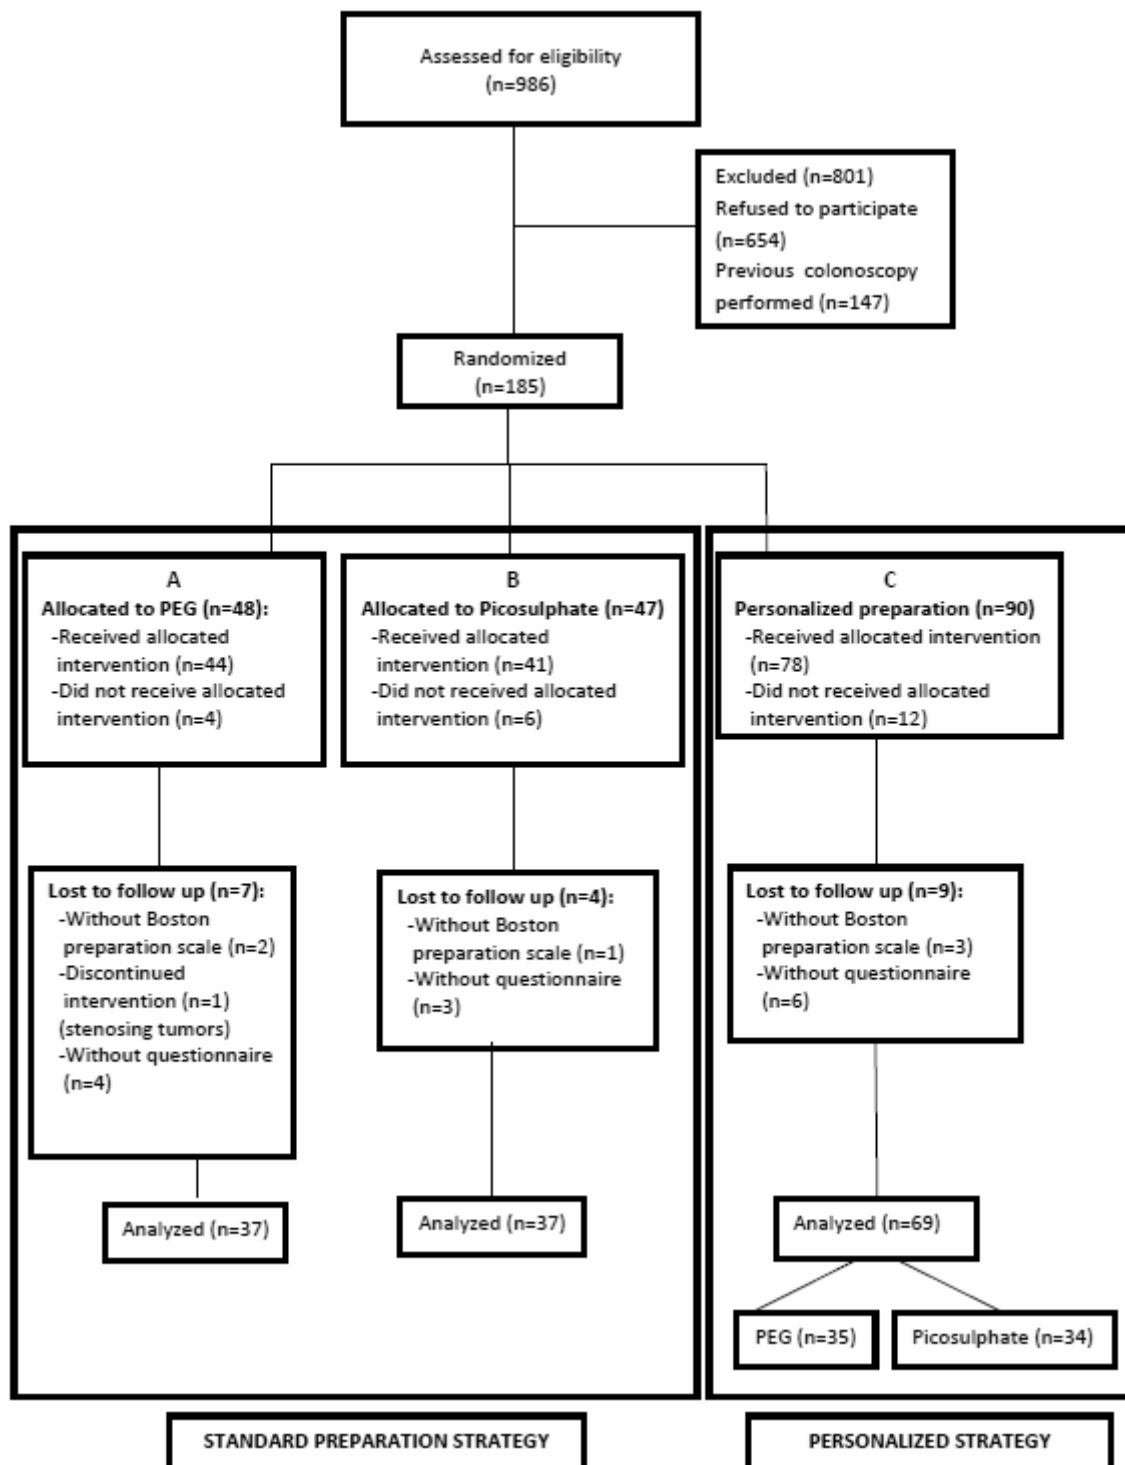 Assessed for eligibility
(n=986)
Excluded (n=801)
Refused to participate
(n=654)
Previous colonoscopy
performed (n=147)
Randomized
(n=185)
A
Allocated to PEG (n=48):
-Received allocated
intervention (n=44)
-Did not receive allocated
intervention (n=4)
B
Allocated to Picosulphate (n=47)
-Received allocated
intervention (n=41)
-Did not received allocated
intervention (n=6)
C
Personalized preparation (n=90)
-Received allocated intervention
(n=78)
-Did not received allocated
intervention (n=12)
Lost to follow up (n=7):
-Without Boston
preparation scale (n=2)
-Discontinued
intervention (n=1)
(stenosing tumors)
-Without questionnaire
(n=4)
Lost to follow up (n=4):
-Without Boston
preparation scale (n=1)
-Without questionnaire
(n=3)
Lost to follow up (n=9):
-Without Boston
preparation scale (n=3)
-Without questionnaire
(n=6)
Analyzed (n=37)
Analyzed (n=37)
Analyzed (n=69)
PEG (n=35)
Picosulphate (n=34)
STANDARD PREPARATION STRATEGY
PERSONALIZED STRATEGY